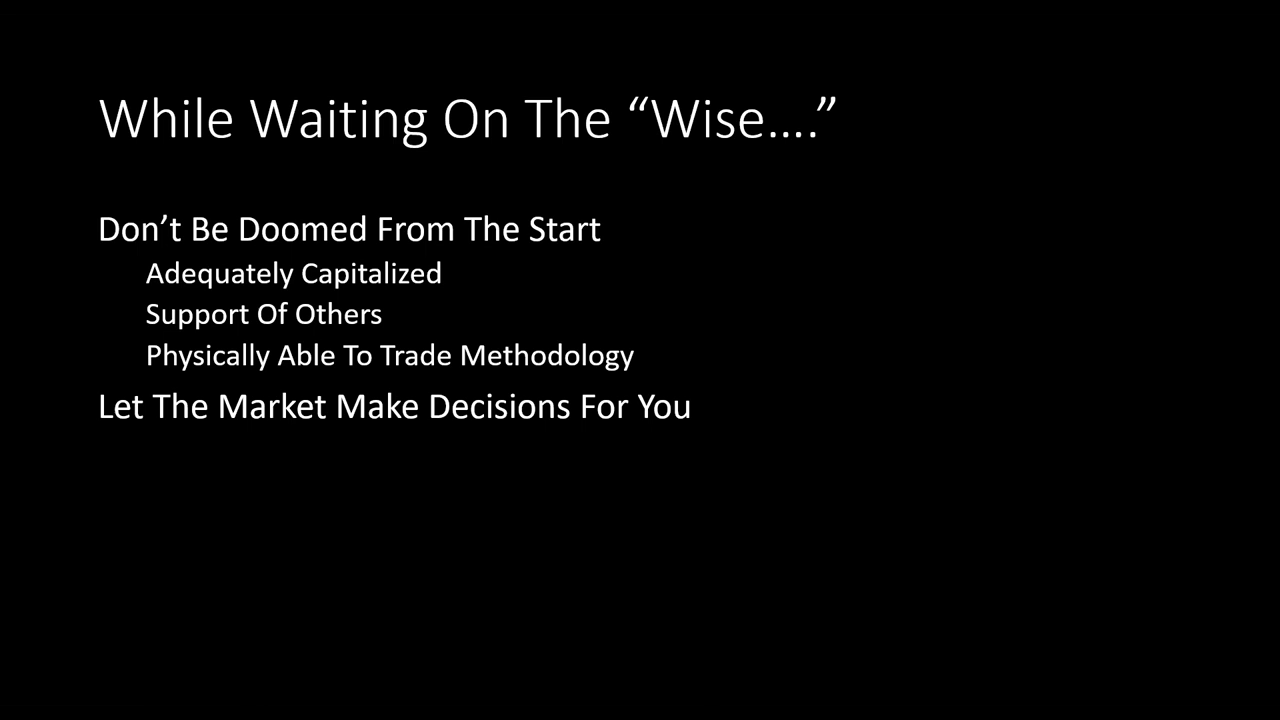 While Waiting On The “Wise….”
Don’t Be Doomed From The Start
Adequately Capitalized
Support Of Others
Physically Able To Trade Methodology
Let The Market Make Decisions For You